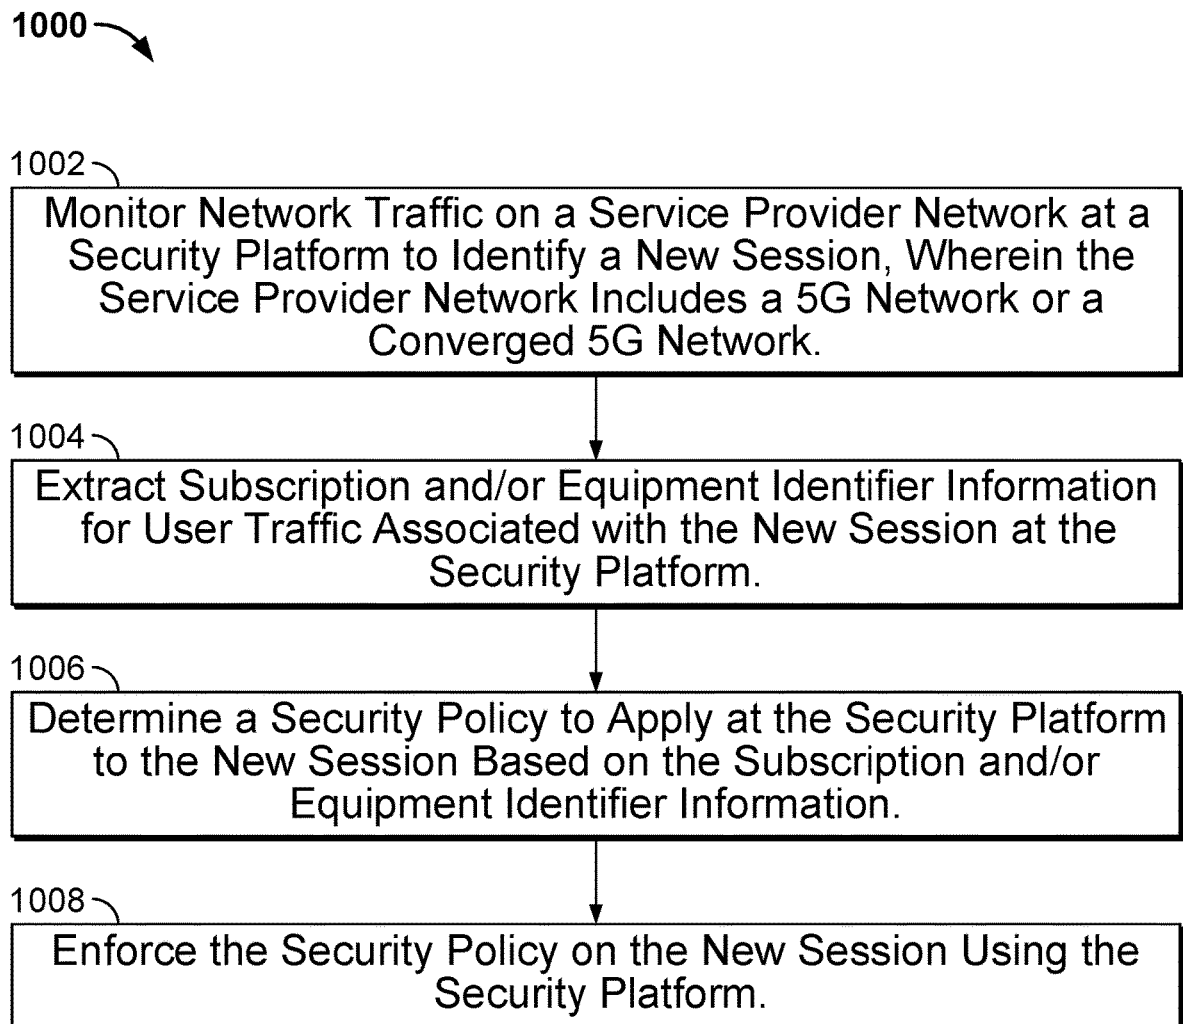 1000
1002
Monitor Network Traffic on a Service Provider Network at a
Security Platform to Identify a New Session, Wherein the
Service Provider Network Includes a 5G Network or a
Converged 5G Network.
1004
Extract Subscription and/or Equipment Identifier Information
for User Traffic Associated with the New Session at the
Security Platform.
1006
Determine a Security Policy to Apply at the Security Platform
to the New Session Based on the Subscription and/or
Equipment Identifier Information.
1008
Enforce the Security Policy on the New Session Using the
Security Platform.